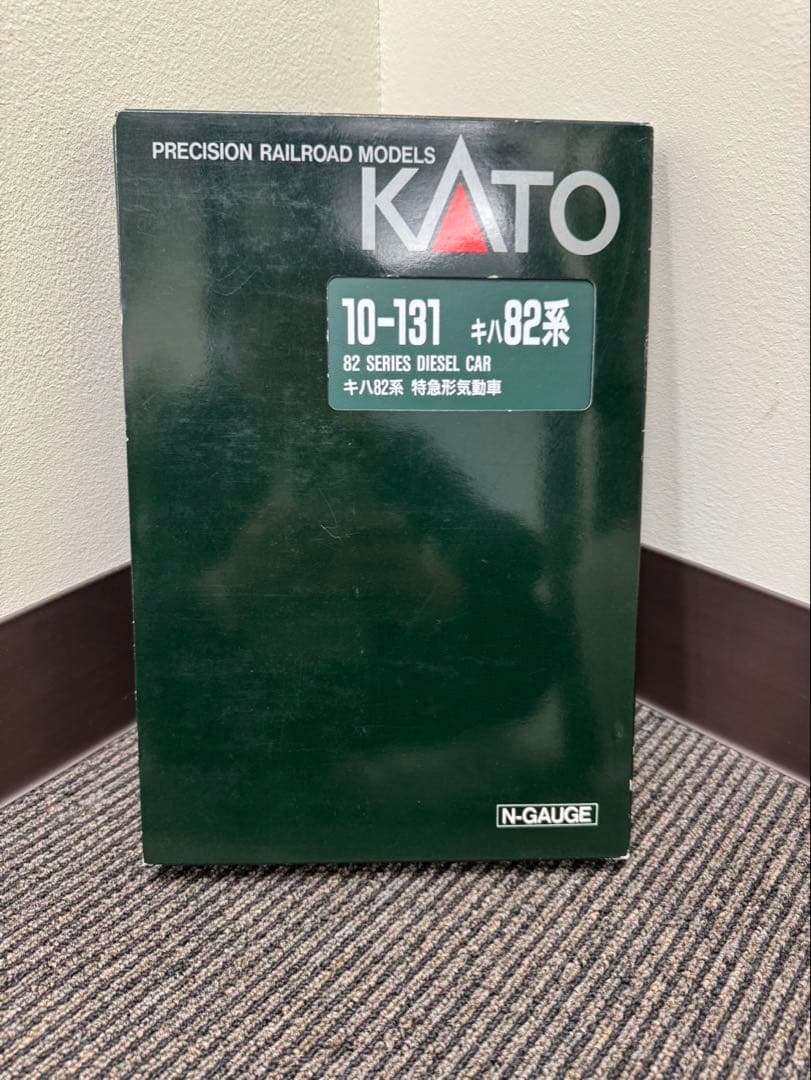 PRECISION RAILROAD MODELS
KATO
10-131 キハ82系
82 SERIES DIESEL CAR
キハ82系 特急形気動車
N-GAUGE